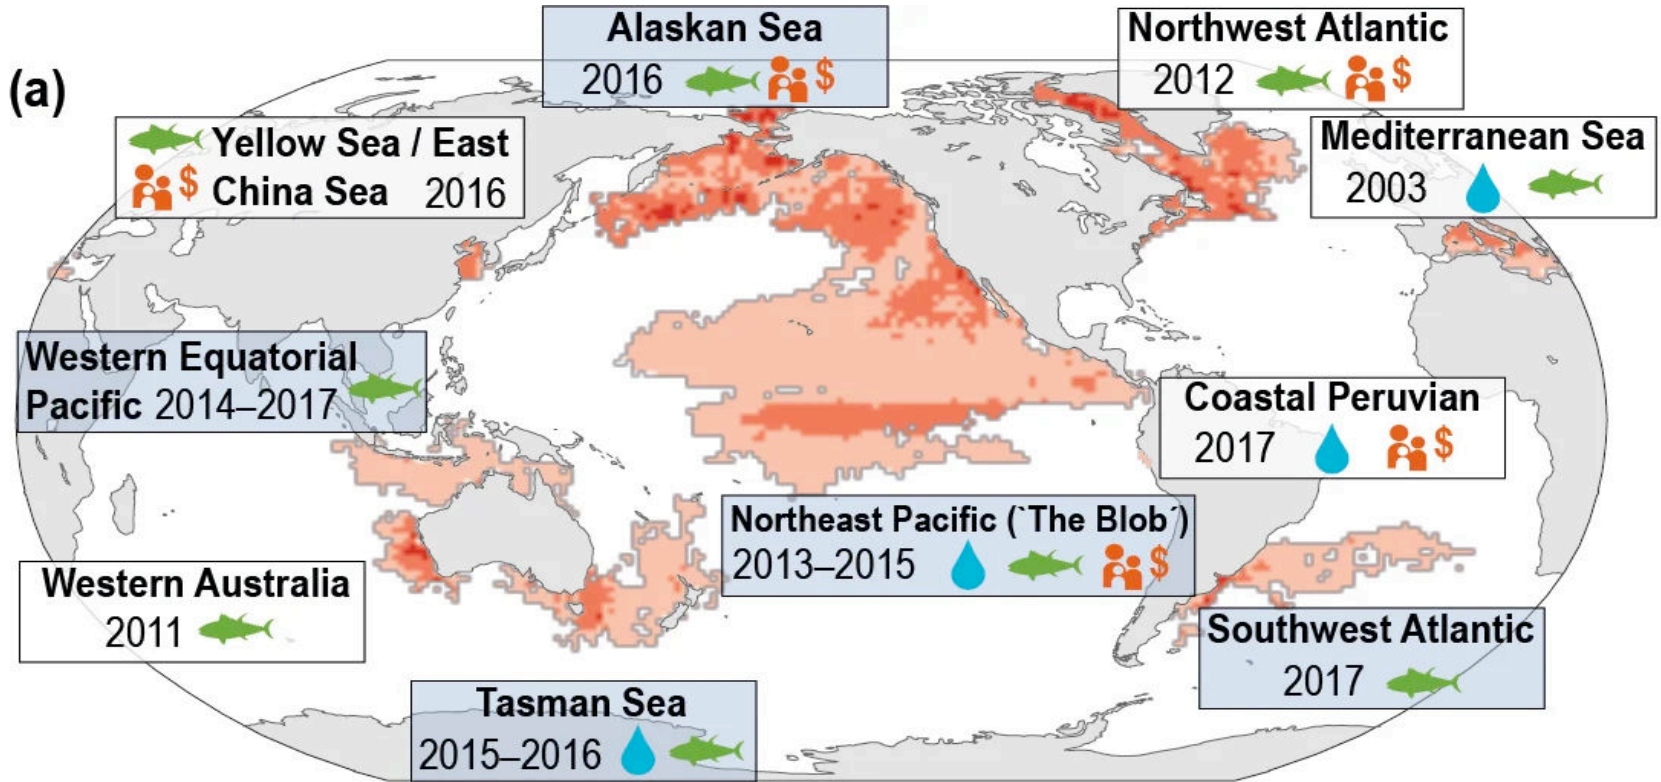 (a)
Alaskan Sea
2016 $
Northwest Atlantic
2012 $
Yellow Sea / East
$ China Sea 2016
Mediterranean Sea
2003
Western Equatorial
Pacific 2014–2017
Coastal Peruvian
2017 $
Northeast Pacific (`The Blob´)
2013–2015 $
Western Australia
2011
Southwest Atlantic
2017
Tasman Sea
2015–2016